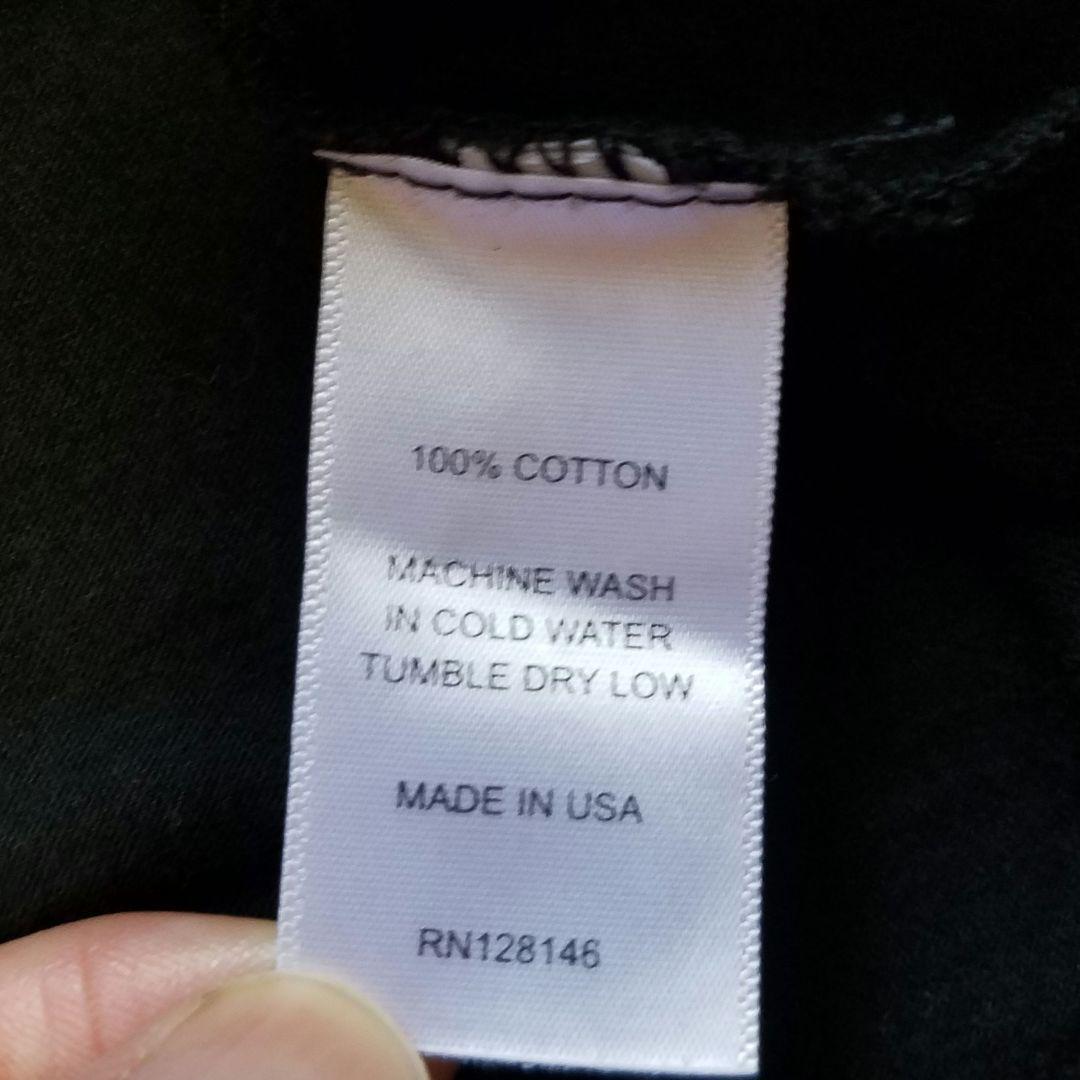 100% COTTON
MACHINE WASH
IN COLD WATER
TUMBLE DRY LOW
MADE IN USA
RN128146